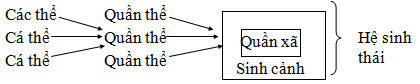 Các thể
Quần thể
Cá thể
Quần thể
Quần xã
Hệ sinh
thái
Cá thể
Quần thể
Sinh cảnh